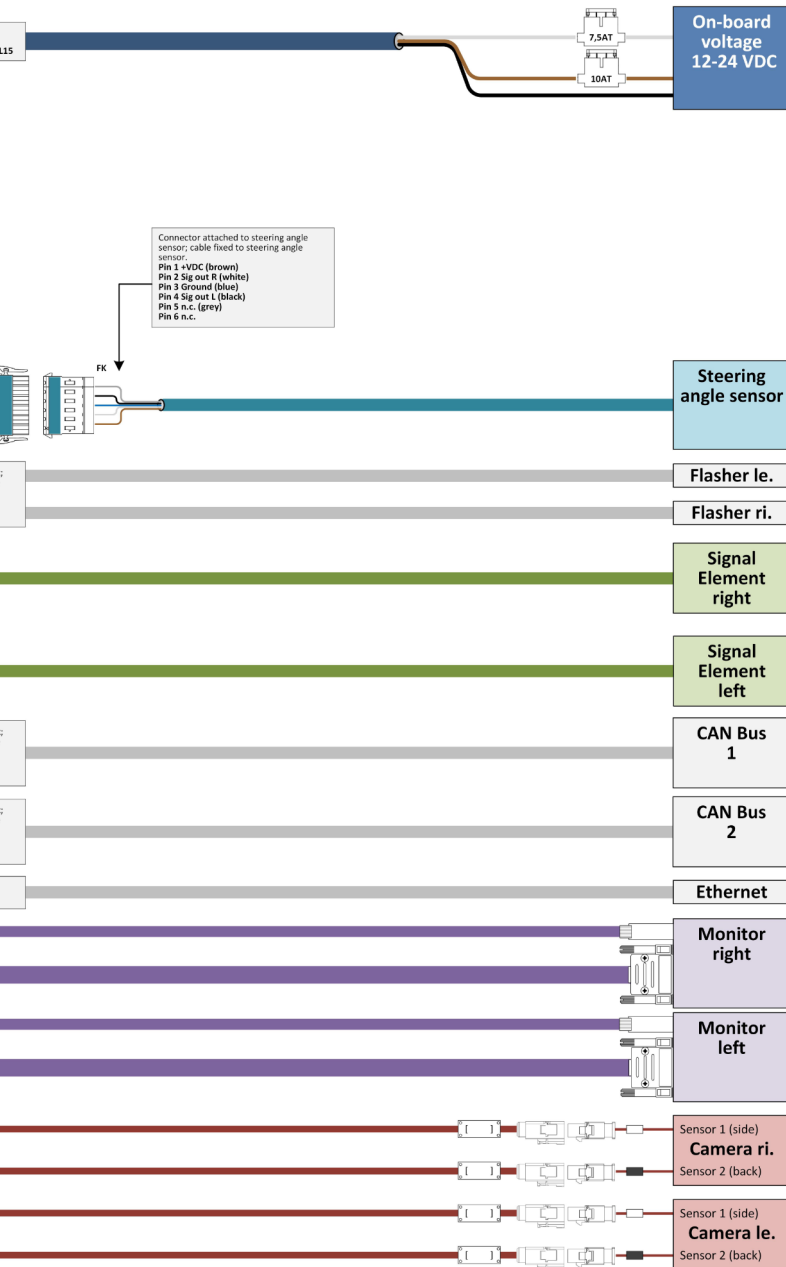 On-board
voltage
12-24 VDC
7,5AT
L15
10AT
Connector attached to steering angle
sensor; cable fixed to steering angle
sensor.
Pin 1 +VDC (brown)
Pin 2 Sig out R (white)
Pin 3 Ground (blue)
Pin 4 Sig out L (black)
Pin 5 n.c. (grey)
Pin 6 n.c.
FK
Steering
angle sensor
;
Flasher le.
Flasher ri.
Signal
Element
right
Signal
Element
left
;
CAN Bus
1
;
CAN Bus
2
Ethernet
Monitor
right
Monitor
left
Sensor 1 (side)
Camera ri.
Sensor 2 (back)
[ ]
[ ]
Sensor 1 (side)
Camera le.
Sensor 2 (back)
[ ]
[ ]